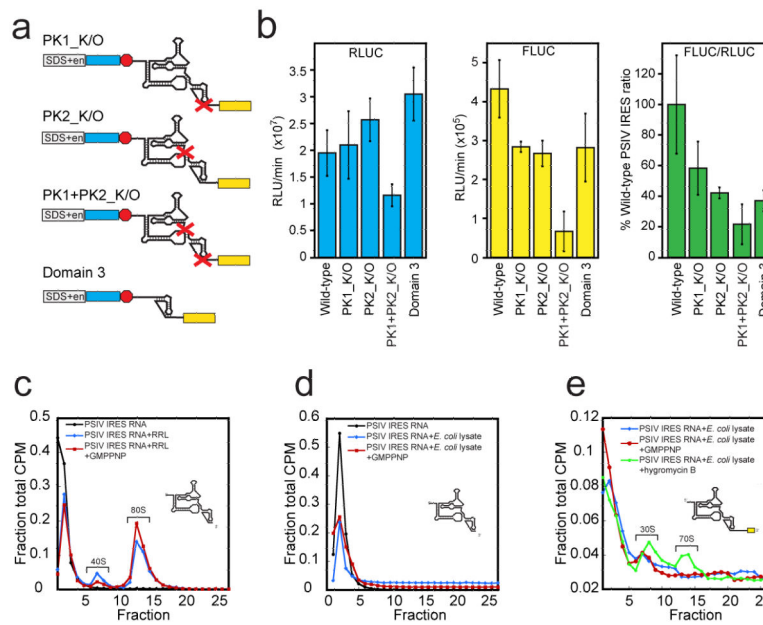 a
PK1_K/O
SDS+en
PK2_K/O
SDS+en
PK1+PK2_K/O
SDS+en
Domain 3
SDS+en
b
RLUC
RLU/min (x10⁷)
3.5
3
2.5
2
1.5
1
0.5
0
Wild-type
PK1_K/O
PK2_K/O
PK1+PK2_K/O
Domain 3
FLUC
RLU/min (x10⁵)
5
4
3
2
1
0
Wild-type
PK1_K/O
PK2_K/O
PK1+PK2_K/O
Domain 3
FLUC/RLUC
% Wild-type PSIV IRES ratio
120
100
80
60
40
20
0
Wild-type
PK1_K/O
PK2_K/O
PK1+PK2_K/O
Domain 3
c
Fraction total CPM
0.5
0.4
0.3
0.2
0.1
0
PSIV IRES RNA
PSIV IRES RNA+RRL
PSIV IRES RNA+RRL
+GMPPNP
40S
80S
5 10 15 20 25
Fraction
d
Fraction total CPM
0.6
0.5
0.4
0.3
0.2
0.1
0
PSIV IRES RNA
PSIV IRES RNA+E. coli lysate
PSIV IRES RNA+E. coli lysate
+GMPPNP
0 5 10 15 20 25
Fraction
e
Fraction total CPM
0.12
0.1
0.08
0.06
0.04
0.02
PSIV IRES RNA+E. coli lysate
PSIV IRES RNA+E. coli lysate
+GMPPNP
PSIV IRES RNA+E. coli lysate
+hygromycin B
30S
70S
5 10 15 20 25
Fraction